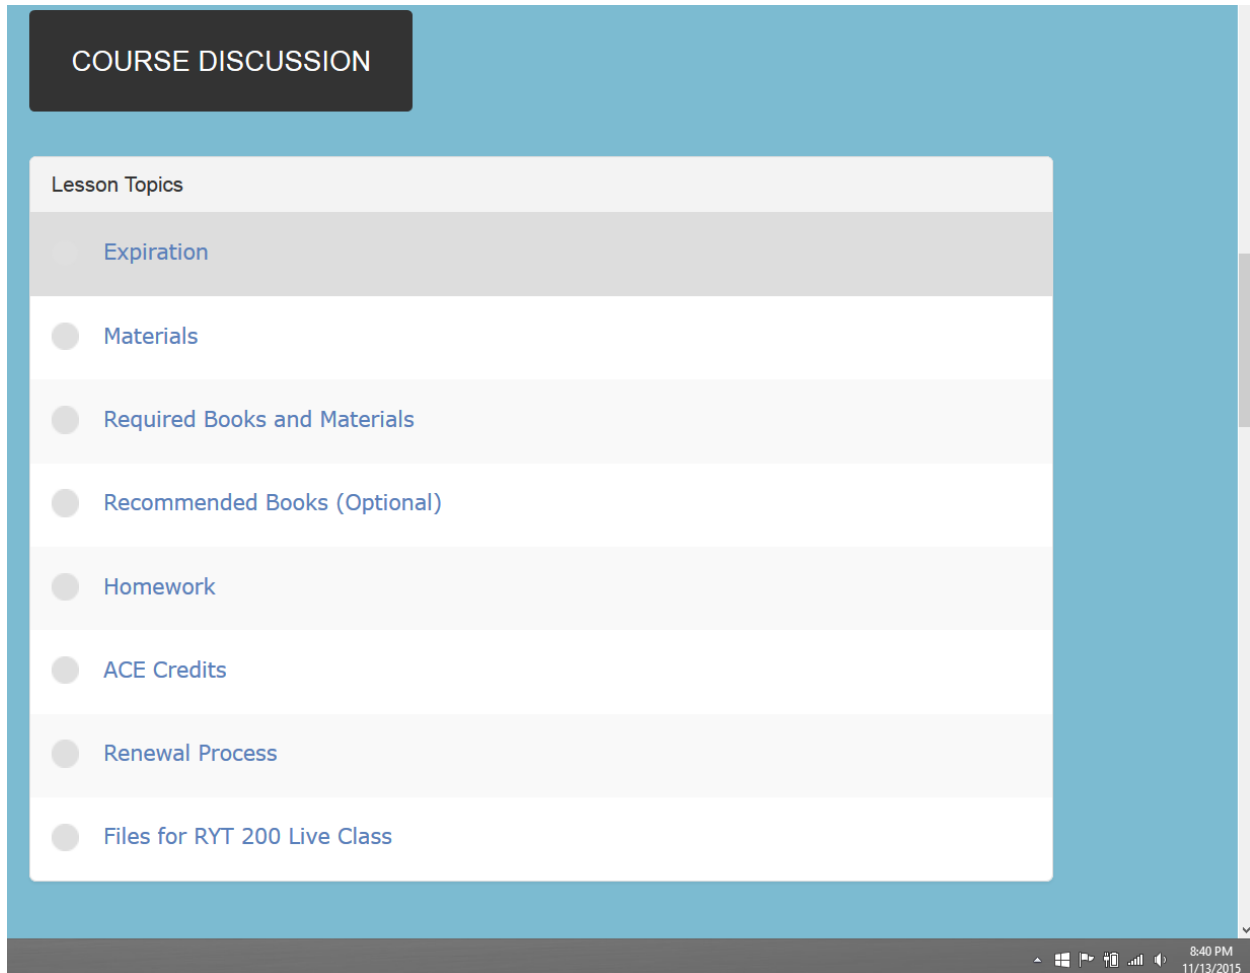 COURSE DISCUSSION
Lesson Topics
Expiration
Materials
Required Books and Materials
Recommended Books (Optional)
Homework
ACE Credits
Renewal Process
Files for RYT 200 Live Class
8:40 PM
11/13/2015